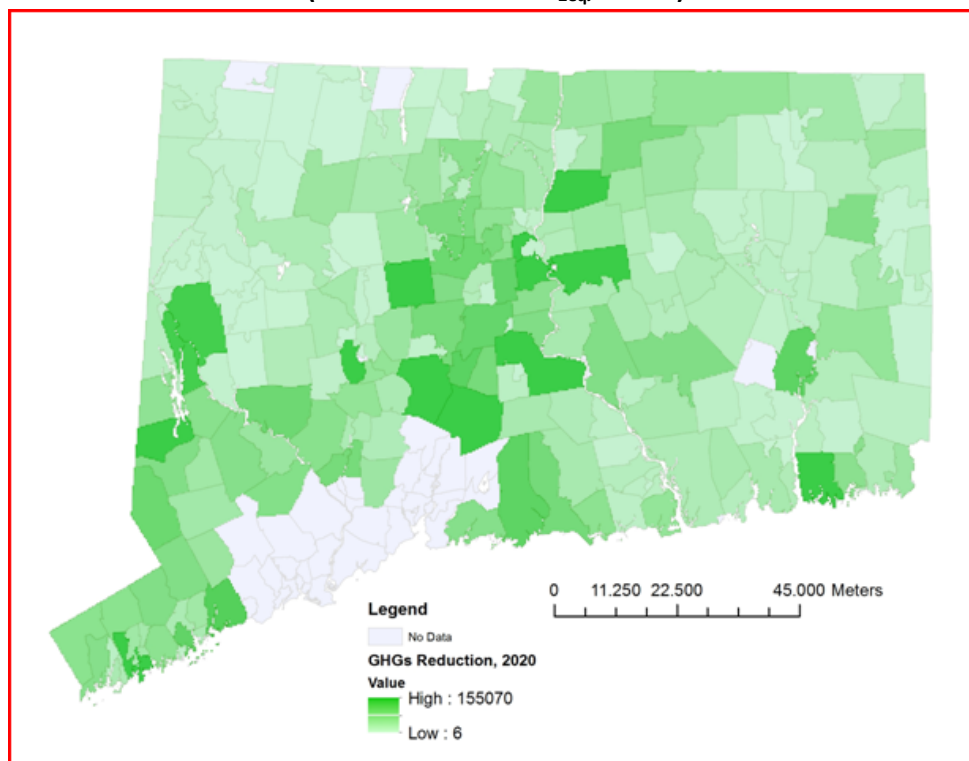 Legend
No Data
GHGs Reduction, 2020
Value
High : 155070
Low : 6
0 11.250 22.500 45.000 Meters